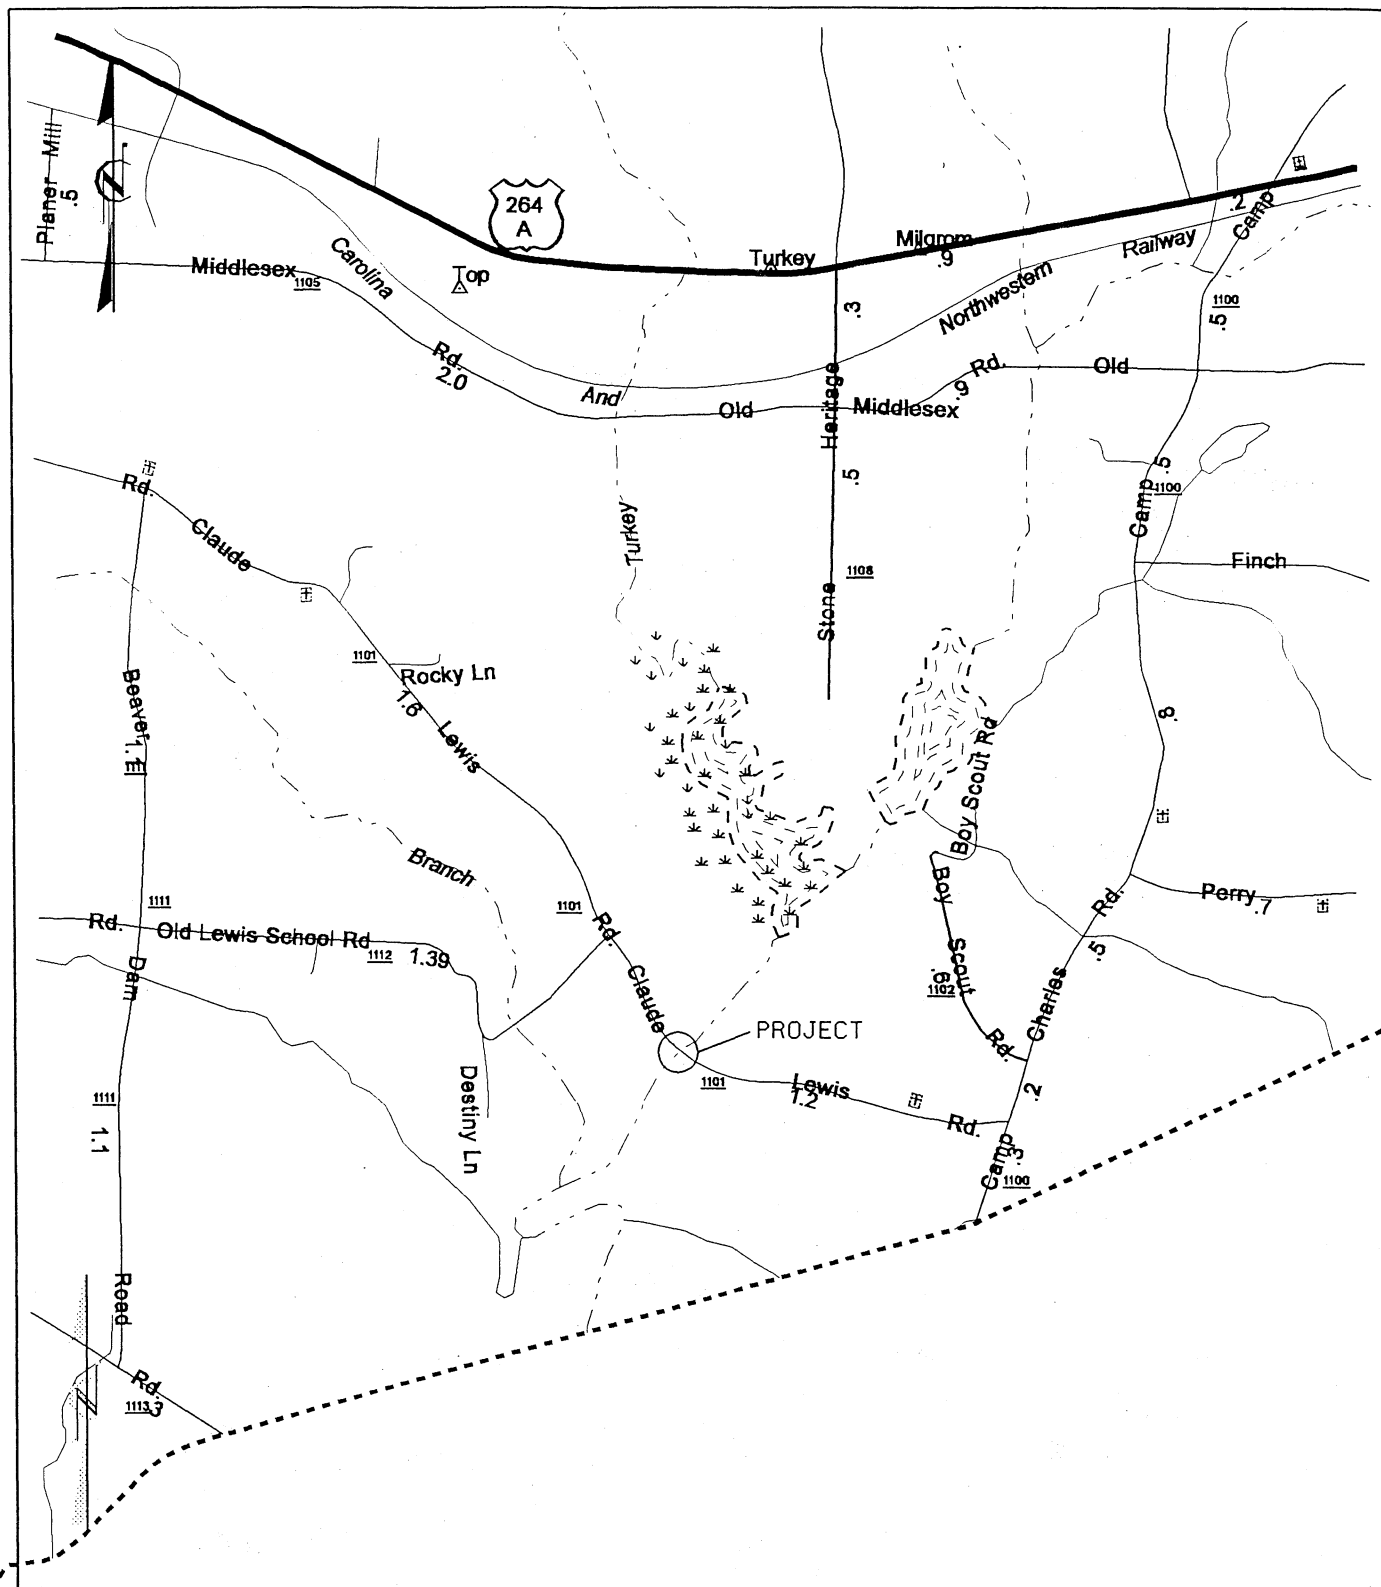 Planer Mill
.5
264
A
Top
Carolina
Turkey
Milgrom
.9
Railway
.2
Camp
Middlesex
1105
Northwestern
.3
1100
.5
Rd.
2.0
And
Old
Heritage
Middlesex
.9
Rd.
Old
.5
Rd.
Claude
Turkey
1108
Stone
Camp
.5
1100
Finch
1101
Rocky Ln
1.6
Lewis
Beaver
1.1
Boy Scout Rd
.8
Branch
1111
Rd.
Old Lewis School Rd
1112
1.39
1101
Rd.
Claude
Boy
Scout
.9
1102
Rd.
Perry
.7
Rd.
.5
Charles
Dam
PROJECT
1101
Lewis
1.2
Rd.
.2
Camp
.3
1100
Destiny Ln
1111
1.1
Road
Rd.
1113
.3